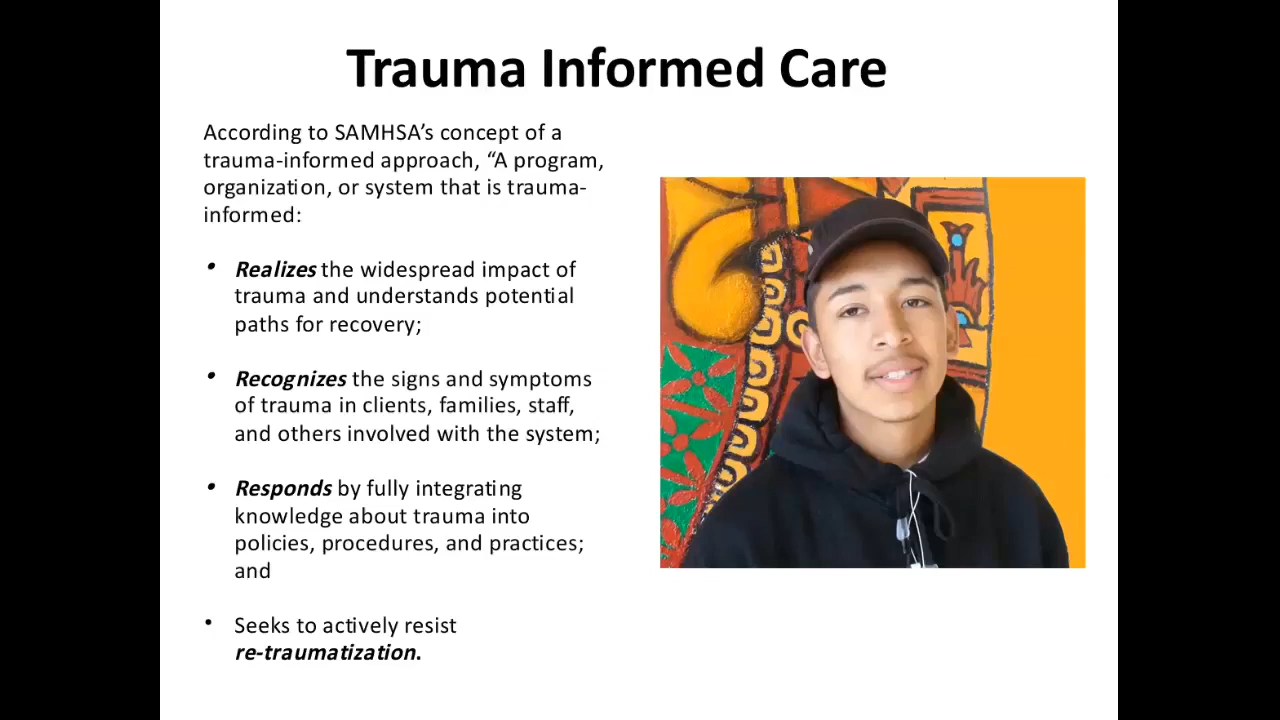 Trauma Informed Care
According to SAMHSA’s concept of a
trauma-informed approach, “A program,
organization, or system that is trauma-
informed:
• Realizes the widespread impact of
trauma and understands potential
paths for recovery;
• Recognizes the signs and symptoms
of trauma in clients, families, staff,
and others involved with the system;
• Responds by fully integrating
knowledge about trauma into
policies, procedures, and practices;
and
• Seeks to actively resist
re-traumatization.